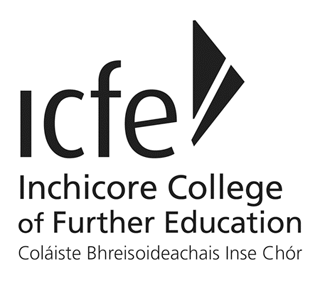 icfe
Inchicore College
of Further Education
Coláiste Bhreisoideachais Inse Chór